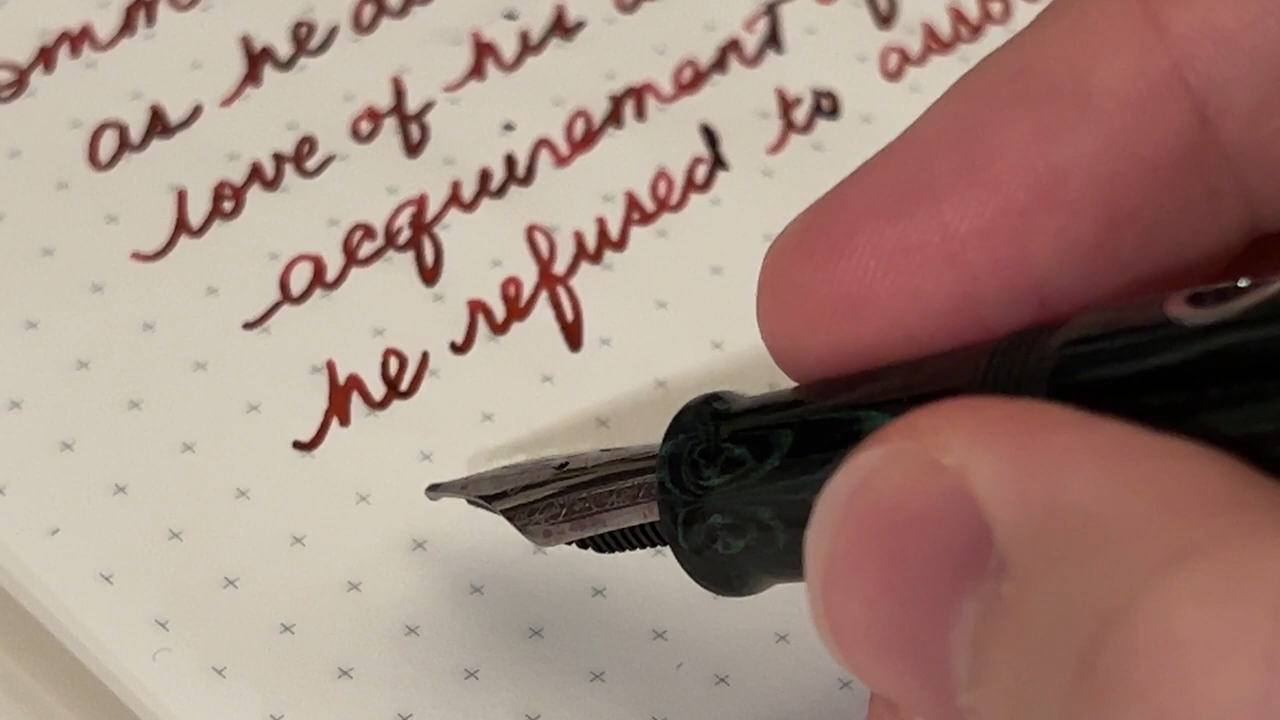 as he
love of his
acquirement
he refused to